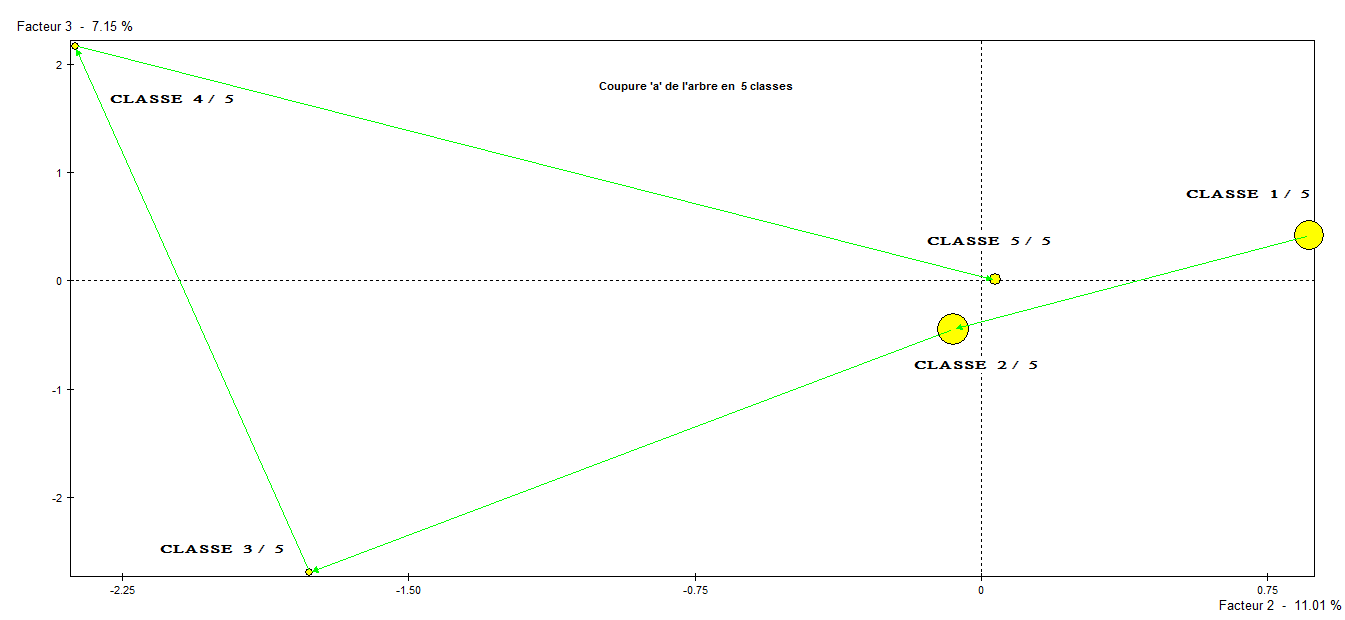 Facteur 3 - 7.15 %
2
Coupure 'a' de l'arbre en 5 classes
CLASSE 4 / 5
1
CLASSE 1 / 5
CLASSE 5 / 5
0
CLASSE 2 / 5
-1
-2
CLASSE 3 / 5
-2.25 -1.50 -0.75 0 0.75
Facteur 2 - 11.01 %